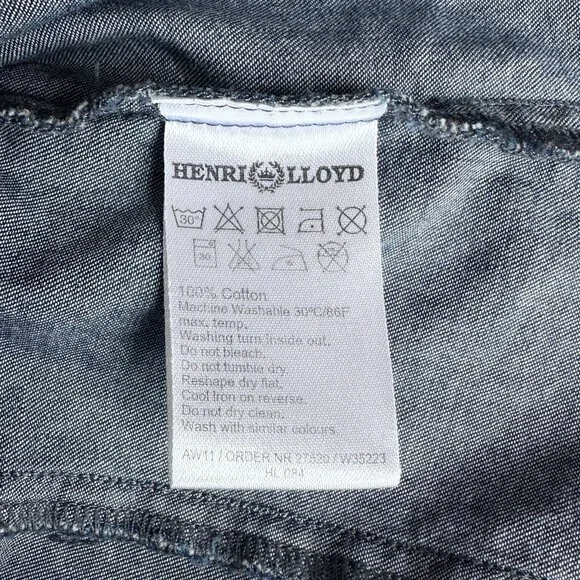 HENRI LLOYD
30°
30
100% Cotton
Machine Washable 30ºC/86F
max. temp.
Washing turn inside out.
Do not bleach.
Do not tumble dry.
Reshape dry flat.
Cool Iron on reverse.
Do not dry clean.
Wash with similar colours.
AW11 / ORDER NR 27820 / W35223
HL 084